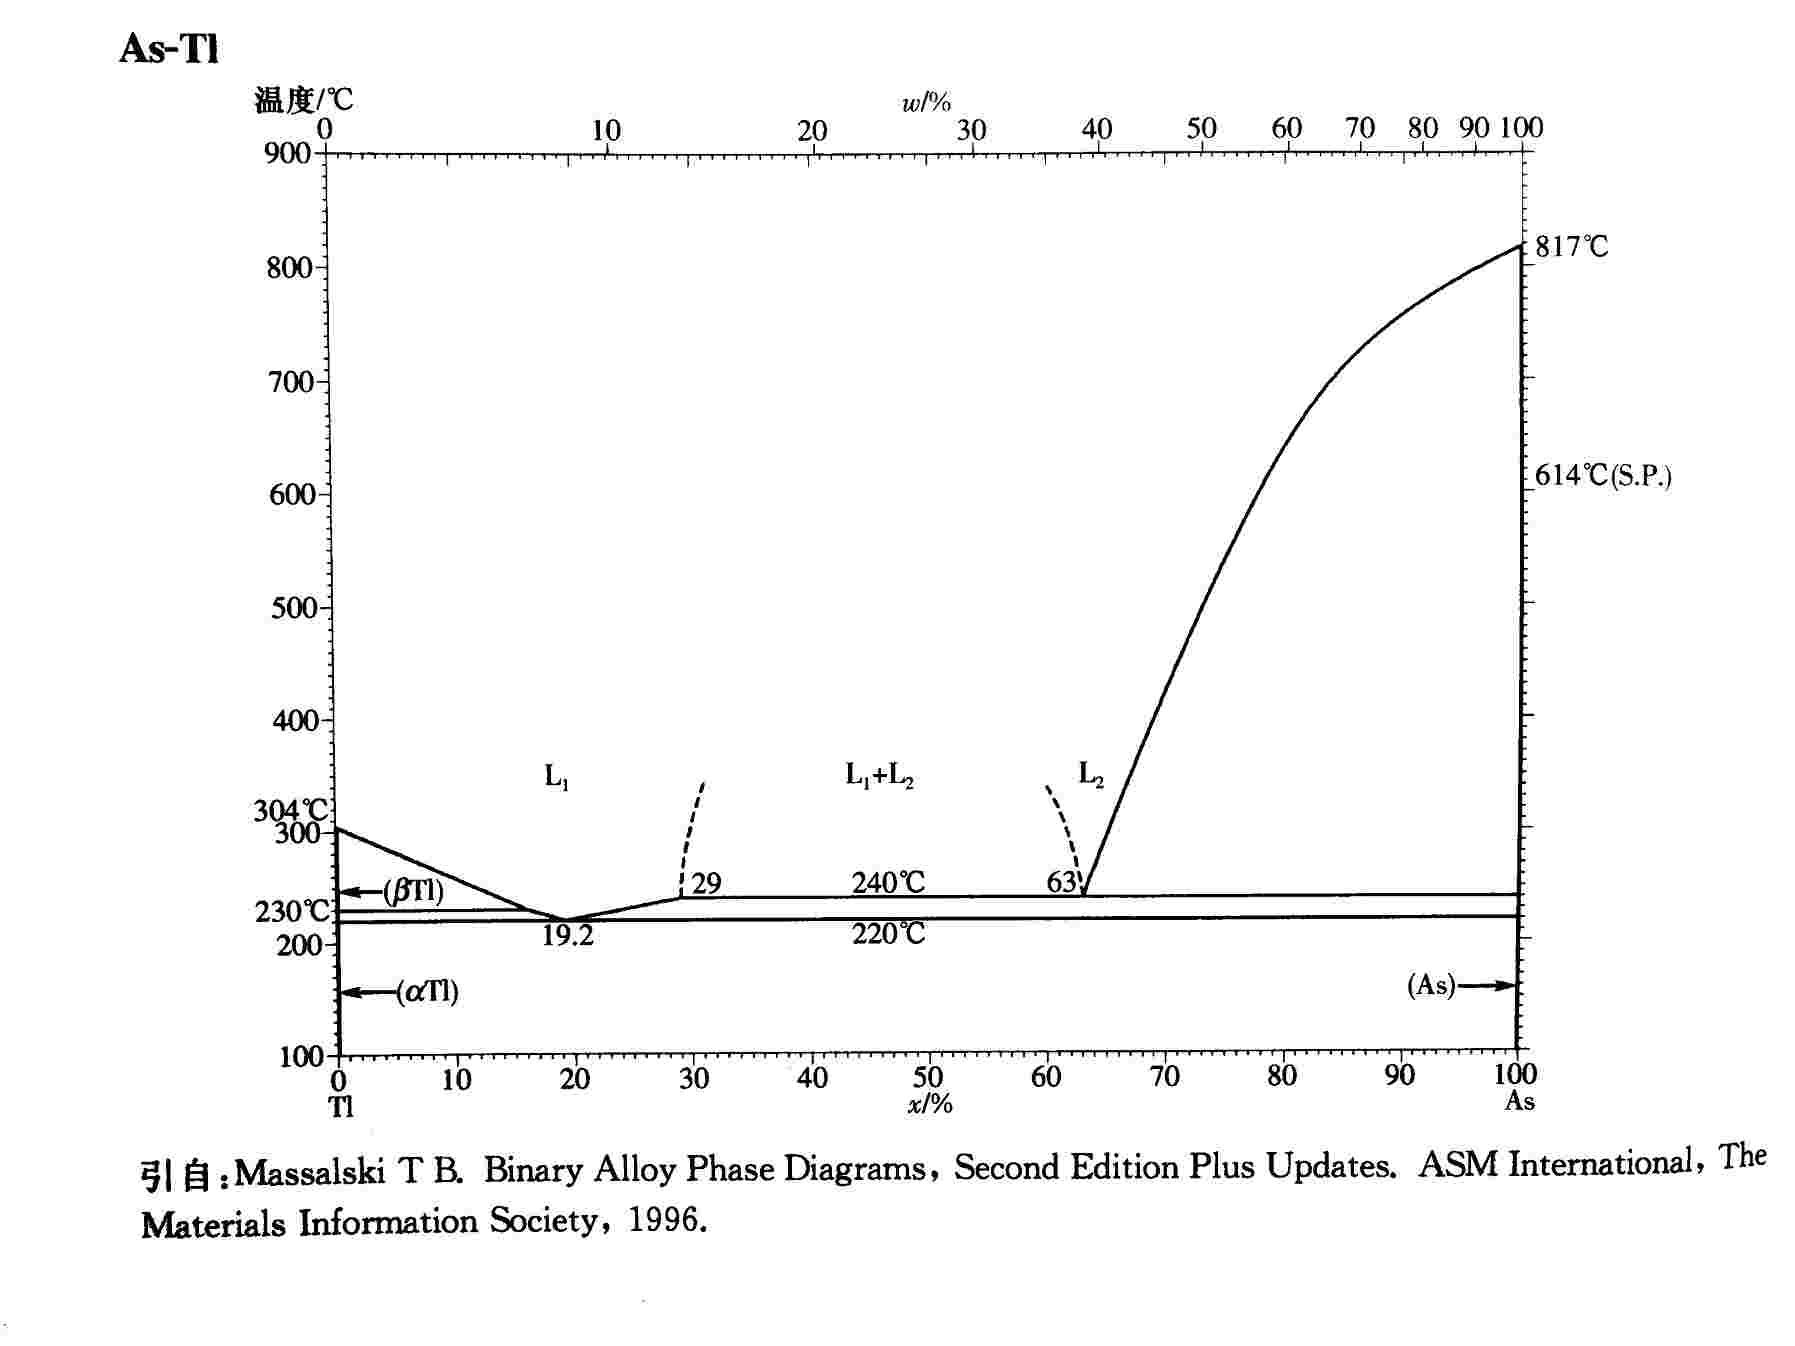 As-Tl
温度/℃
w/%
0 10 20 30 40 50 60 70 80 90 100
900
817℃
800
700
614℃(S.P.)
600
500
400
L₁ L₁+L₂ L₂
304℃
300
29 240℃ 63
(βTl)
230℃
19.2 220℃
200
(αTl) (As)
100
0 10 20 30 40 50 60 70 80 90 100
Tl x/% As
引自:Massalski T B. Binary Alloy Phase Diagrams, Second Edition Plus Updates. ASM International, The
Materials Information Society, 1996.